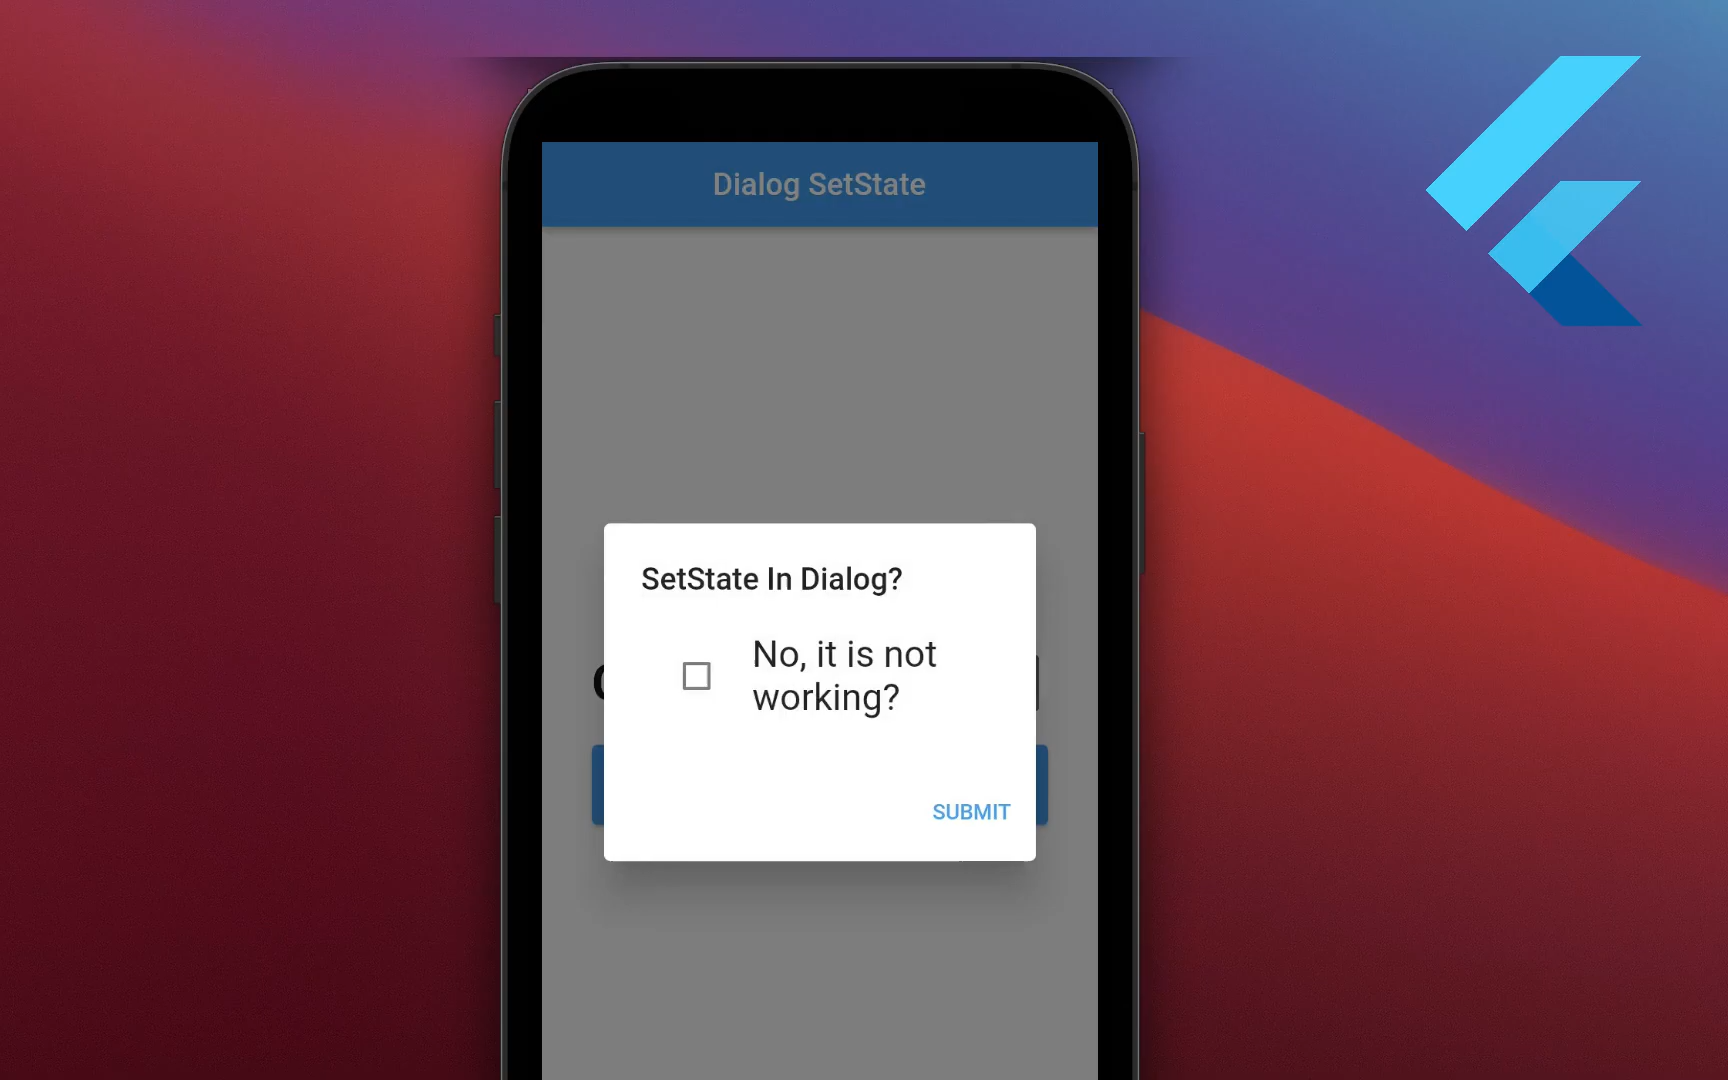 Dialog SetState
SetState In Dialog?
No, it is not
working?
SUBMIT